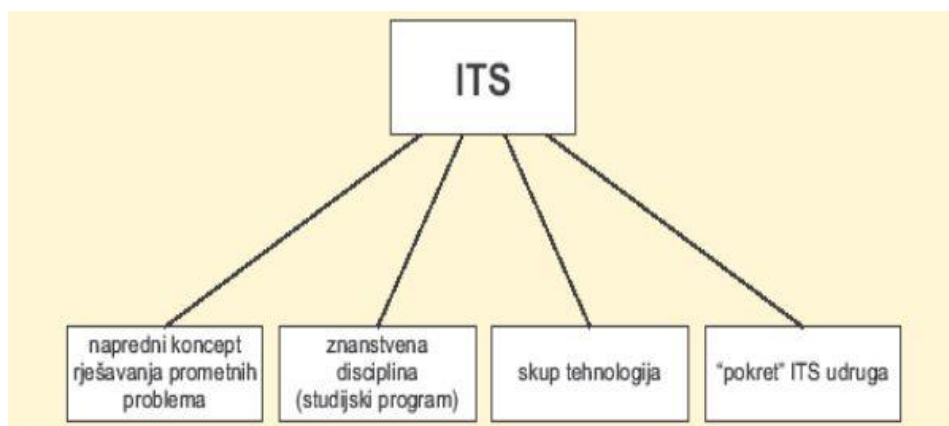 ITS
napredni koncept
rješavanja prometnih
problema
znanstvena
disciplina
(studijski program)
skup tehnologija
"pokret" ITS udruga